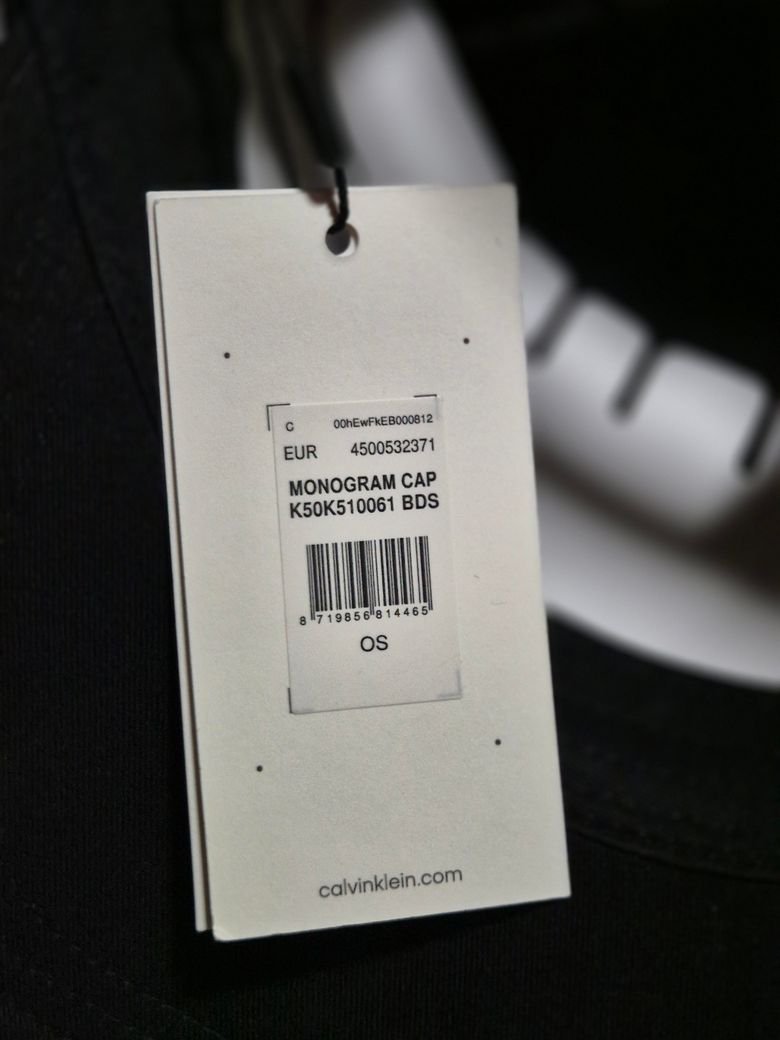 C 00hEwFkEB000812
EUR 4500532371
MONOGRAM CAP
K50K510061 BDS
8 719856 814465
OS
calvinklein.com